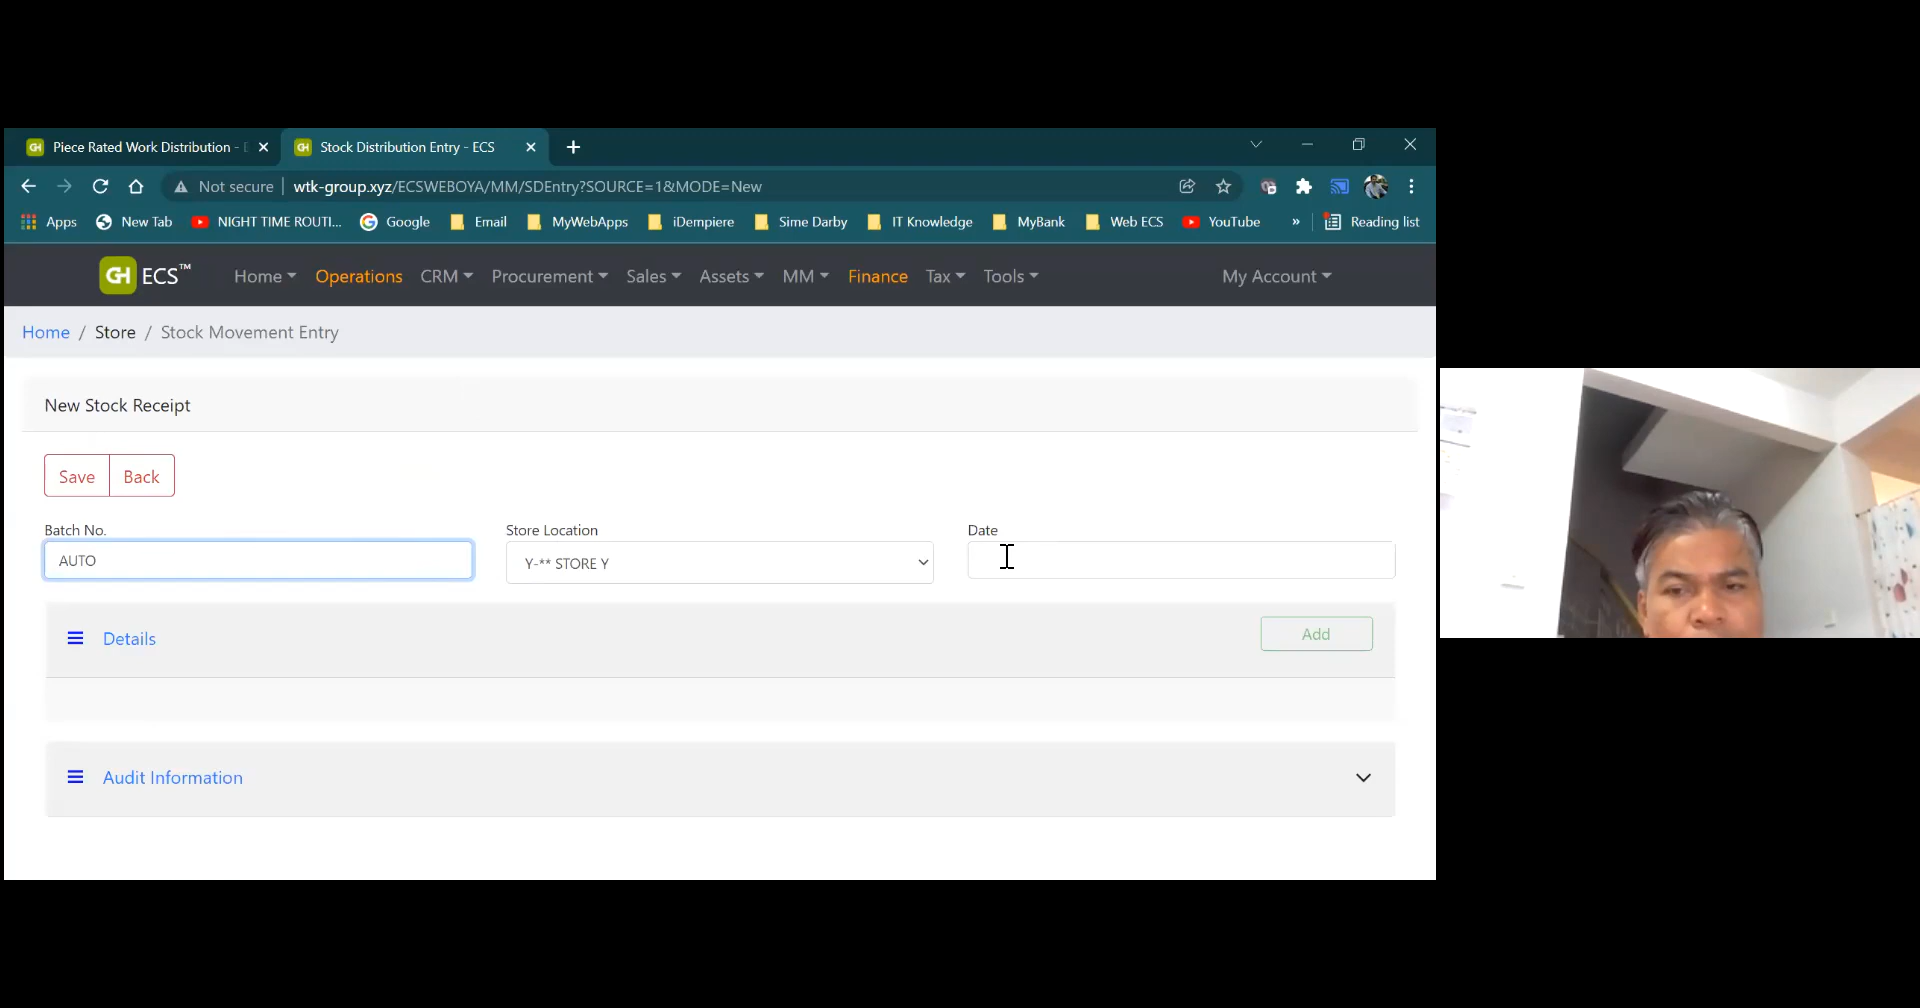 Piece Rated Work Distribution -
Stock Distribution Entry - ECS
Not secure
wtk-group.xyz/ECSWEBOYA/MM/SDEntry?SOURCE=1&MODE=New
Apps
New Tab
NIGHT TIME ROUTI...
Google
Email
MyWebApps
iDempiere
Sime Darby
IT Knowledge
MyBank
Web ECS
YouTube
»
Reading list
GH ECS™
Home
Operations
CRM
Procurement
Sales
Assets
MM
Finance
Tax
Tools
My Account
Home / Store / Stock Movement Entry
New Stock Receipt
Save
Back
Batch No.
Store Location
Date
AUTO
Y-** STORE Y
Details
Add
Audit Information